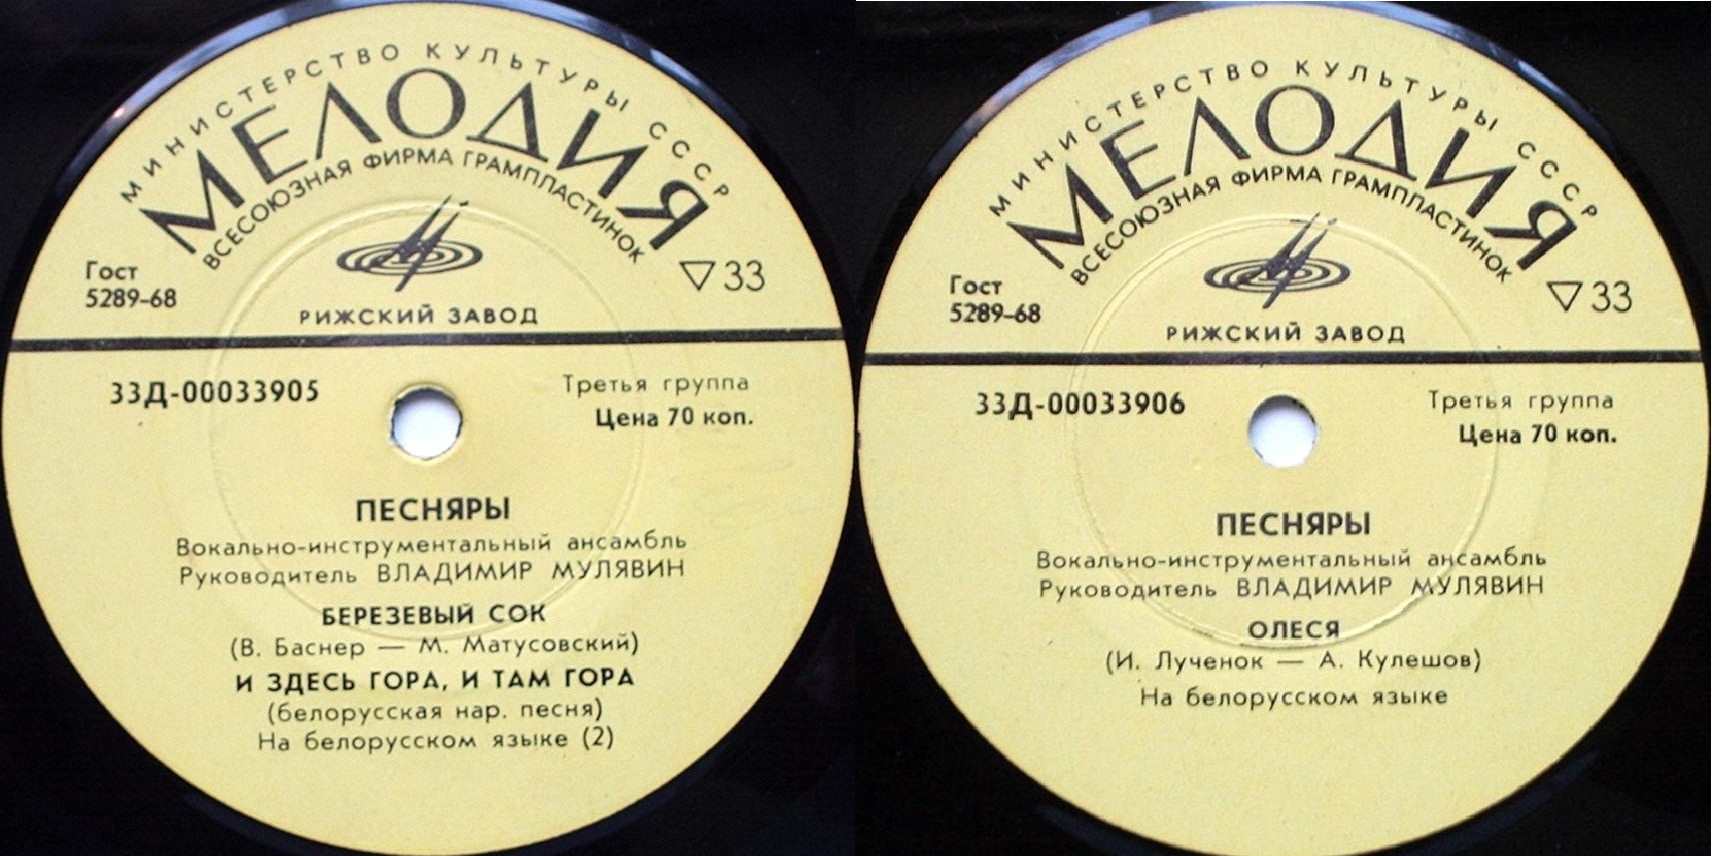 МИНИСТЕРСТВО КУЛЬТУРЫ СССР
МЕЛОДИЯ
ВСЕСОЮЗНАЯ ФИРМА ГРАМПЛАСТИНОК
Гост
5289-68
▽33
РИЖСКИЙ ЗАВОД
33Д-00033905
Третья группа
Цена 70 коп.
ПЕСНЯРЫ
Вокально-инструментальный ансамбль
Руководитель ВЛАДИМИР МУЛЯВИН
БЕРЕЗЕВЫЙ СОК
(В. Баснер — М. Матусовский)
И ЗДЕСЬ ГОРА, И ТАМ ГОРА
(белорусская нар. песня)
На белорусском языке (2)
МИНИСТЕРСТВО КУЛЬТУРЫ СССР
МЕЛОДИЯ
ВСЕСОЮЗНАЯ ФИРМА ГРАМПЛАСТИНОК
Гост
5289-68
▽33
РИЖСКИЙ ЗАВОД
33Д-00033906
Третья группа
Цена 70 коп.
ПЕСНЯРЫ
Вокально-инструментальный ансамбль
Руководитель ВЛАДИМИР МУЛЯВИН
ОЛЕСЯ
(И. Лученок — А. Кулешов)
На белорусском языке